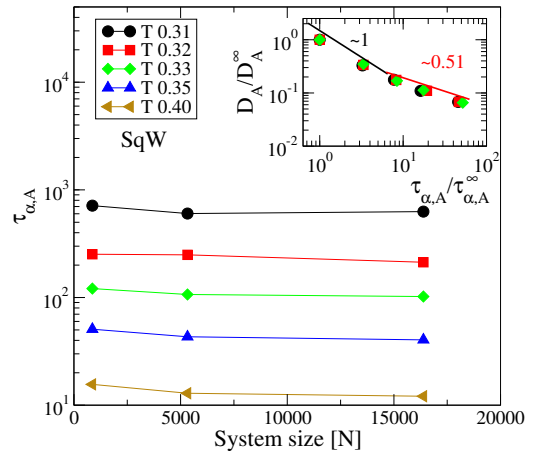 T 0.31
T 0.32
T 0.33
T 0.35
T 0.40
SqW
~1
~0.51
10^0
10^-1
10^-2
10^0 10^1 10^2
D_A/D_A^∞
τ_α,A/τ_α,A^∞
10^4
10^3
10^2
10^1
τ_α,A
0 5000 10000 15000 20000
System size [N]